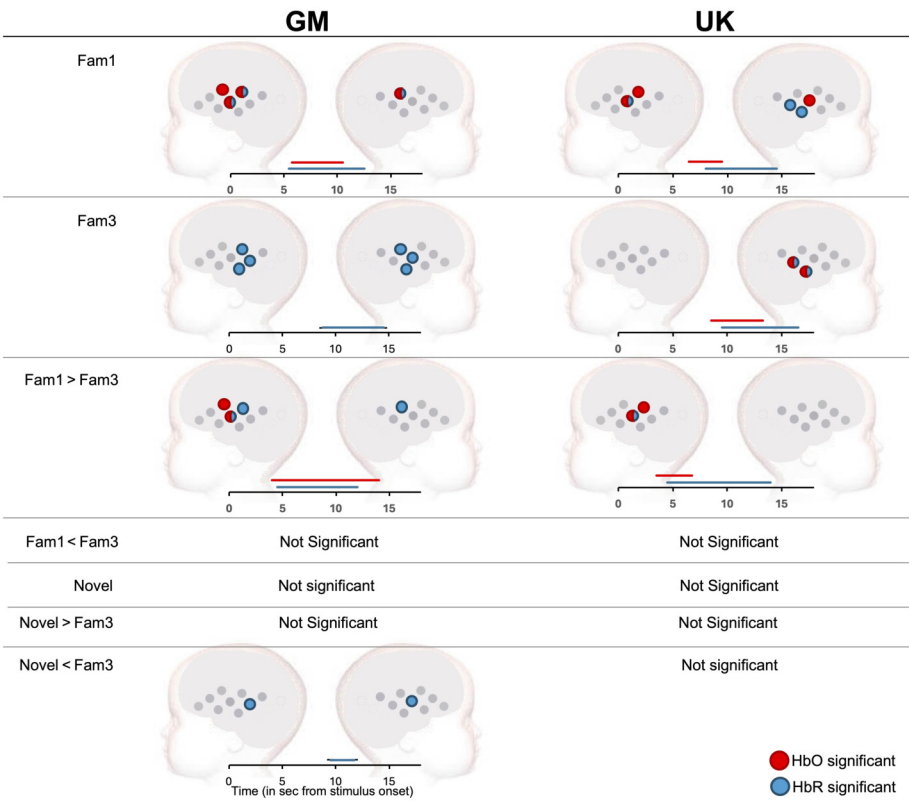 GM UK
Fam1
0 5 10 15 0 5 10 15
Fam3
0 5 10 15 0 5 10 15
Fam1 > Fam3
0 5 10 15 0 5 10 15
Fam1 < Fam3 Not Significant Not Significant
Novel Not significant Not Significant
Novel > Fam3 Not Significant Not Significant
Novel < Fam3 Not significant
0 5 10 15
Time (in sec from stimulus onset)
HbO significant
HbR significant